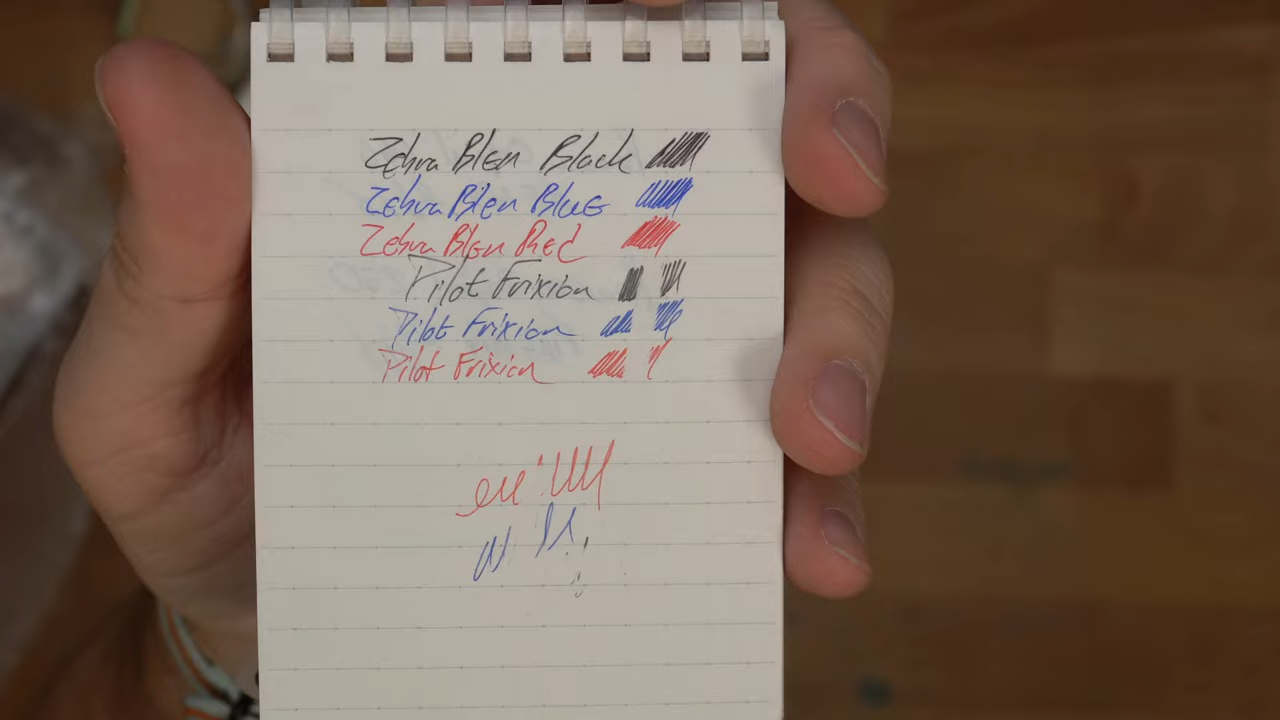 Zebra Blen Black
Zebra Blen Blue
Zebra Blen Red
Pilot Frixion
Pilot Frixion
Pilot Frixion